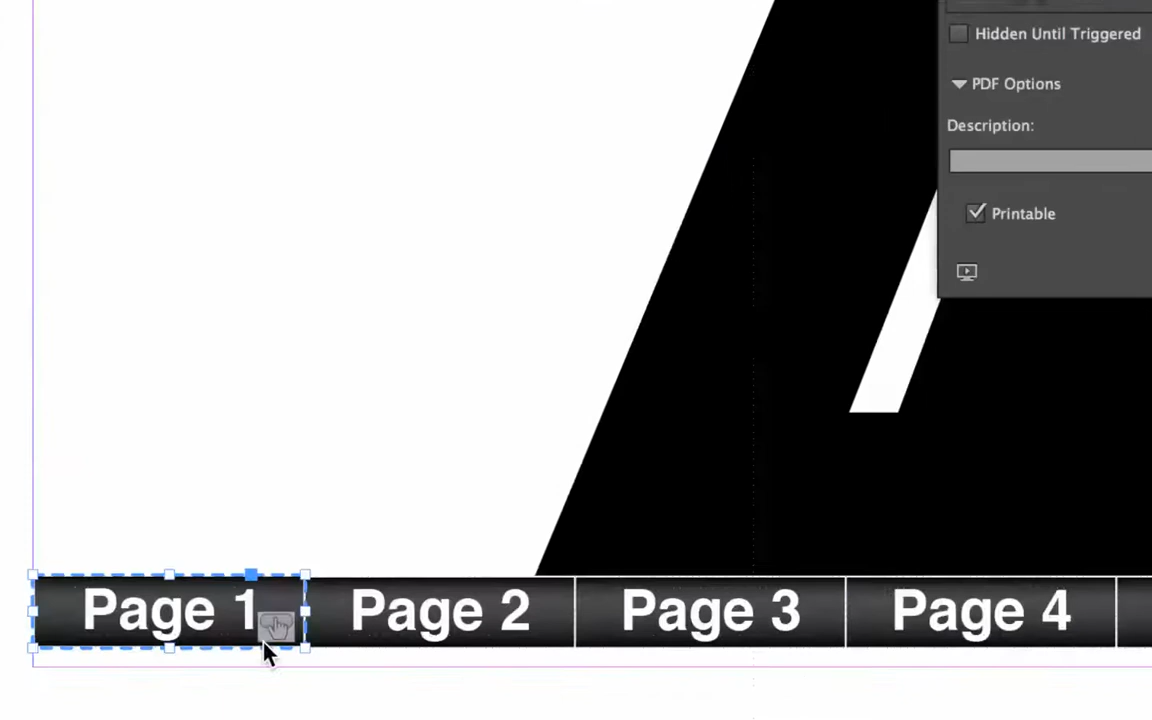 Hidden Until Triggered
PDF Options
Description:
Printable
Page 1
Page 2
Page 3
Page 4